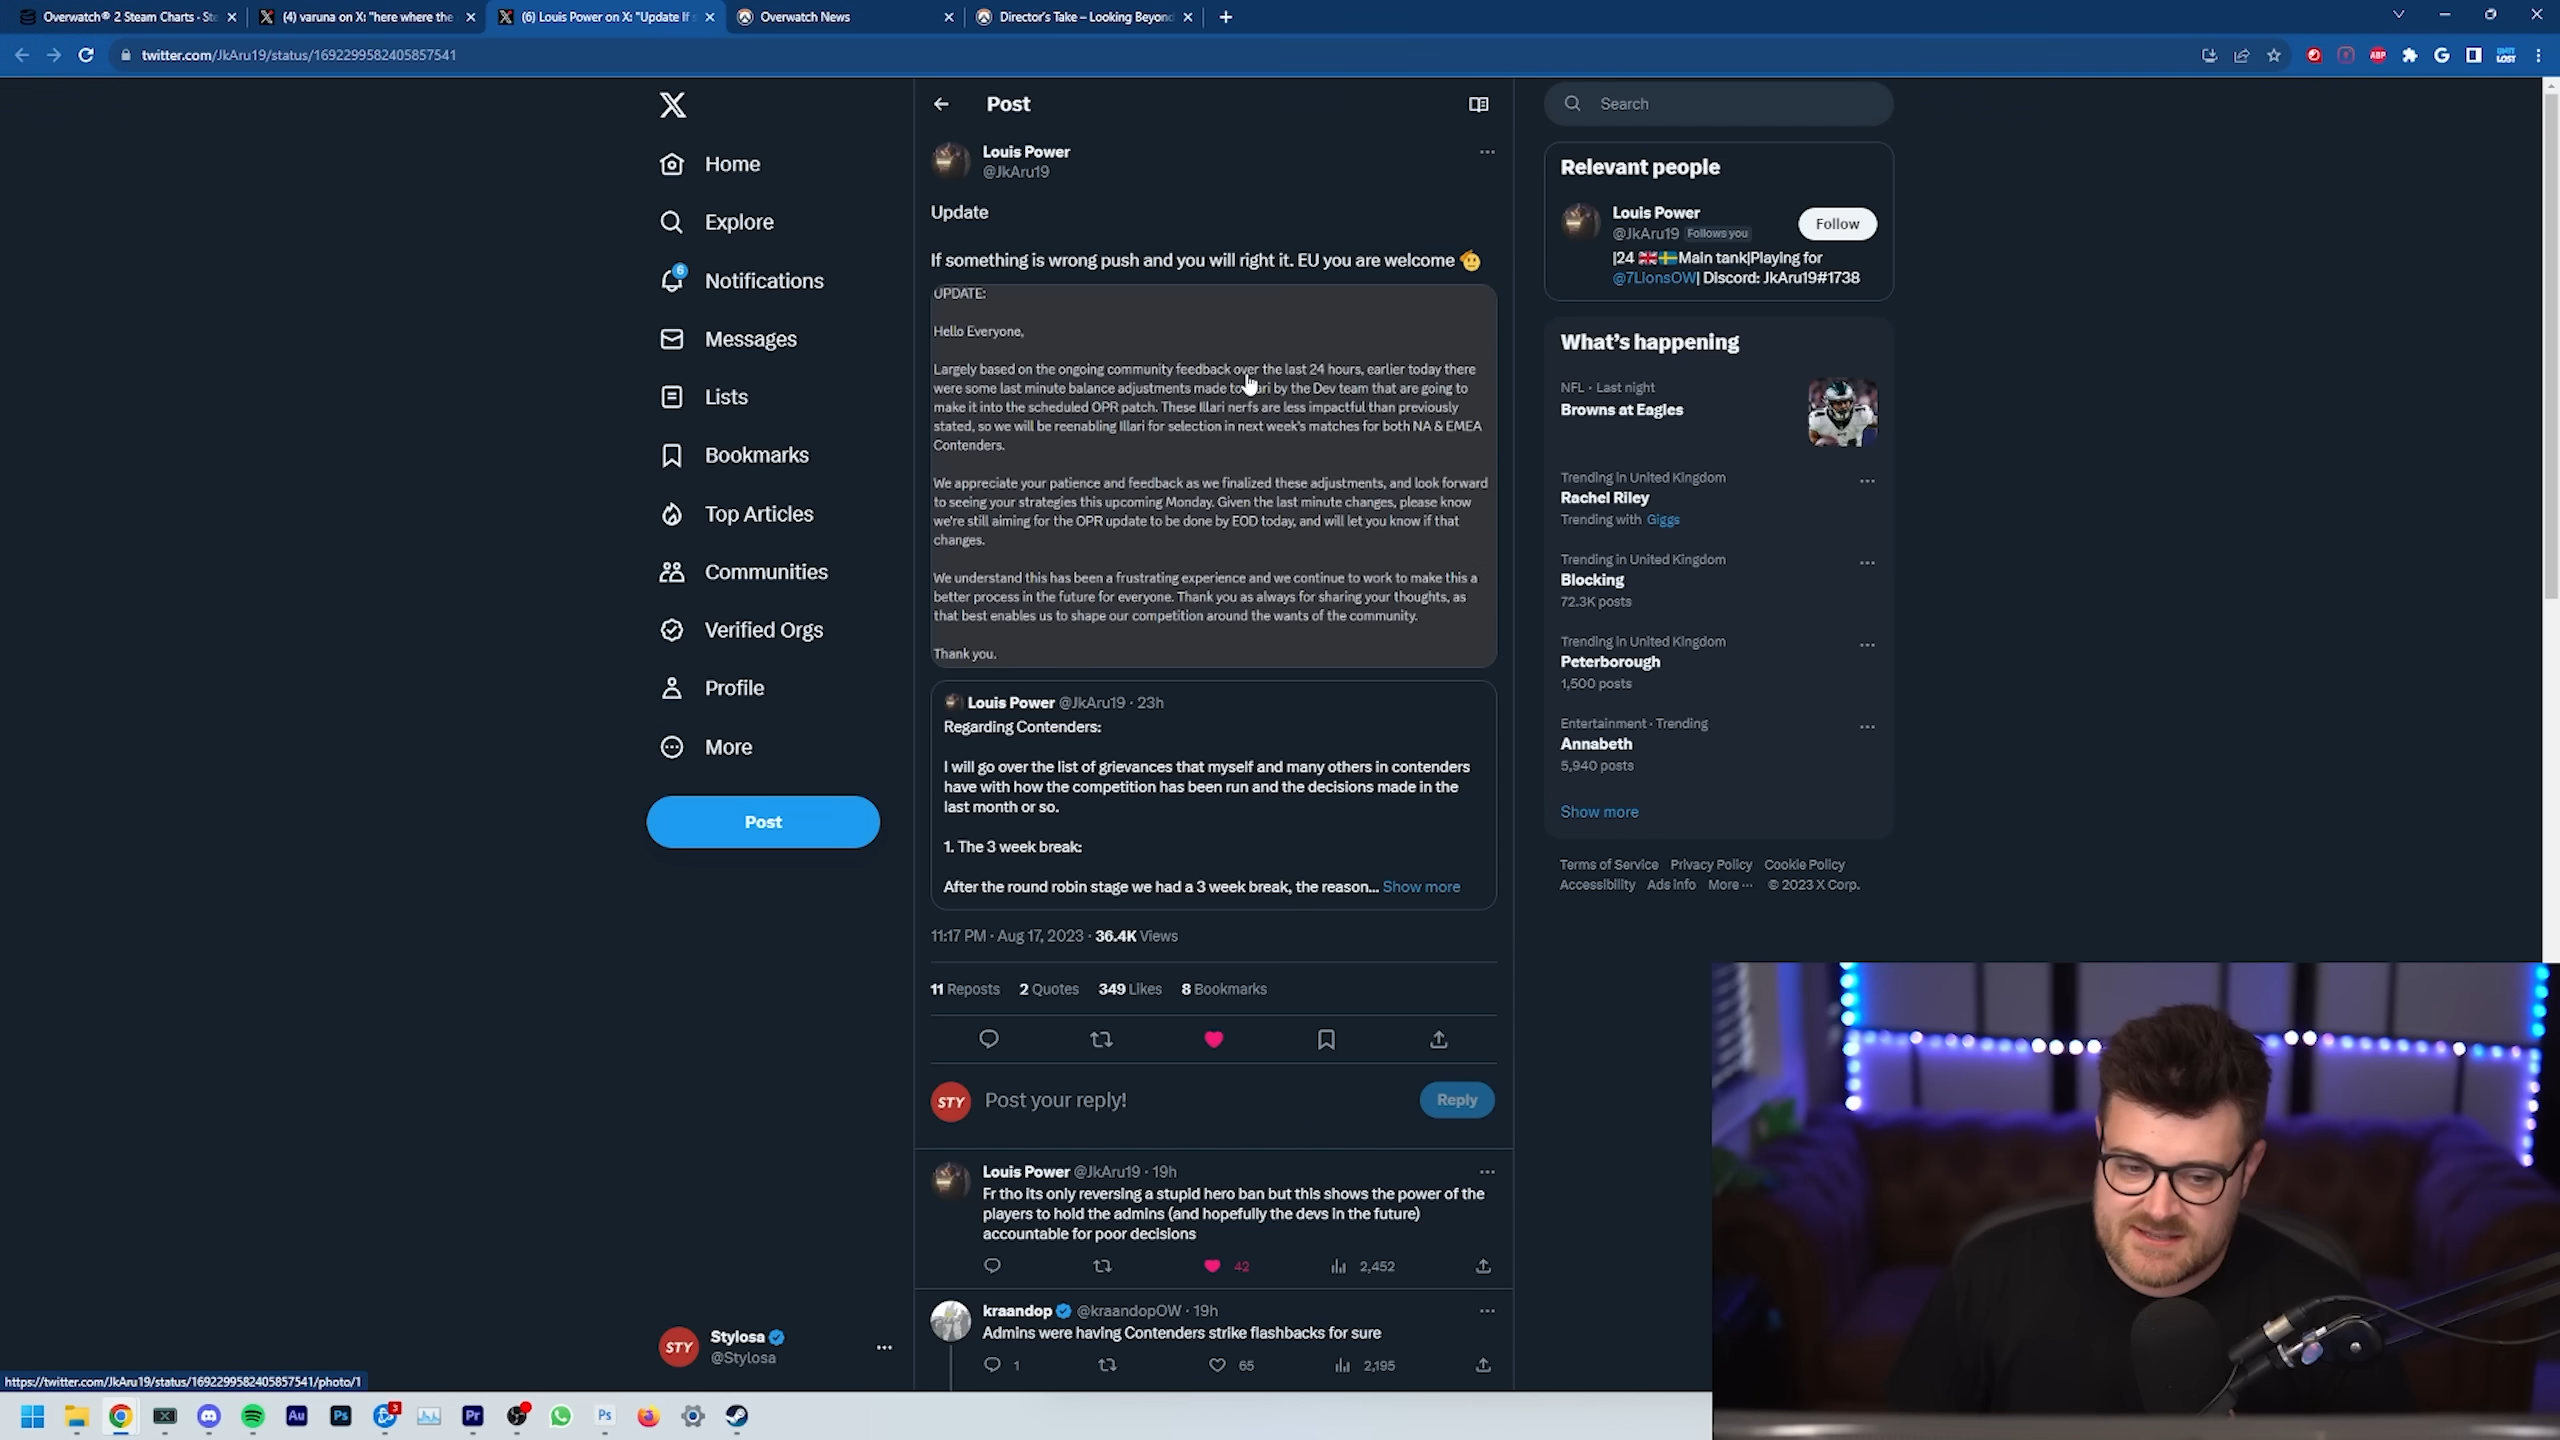 Overwatch® 2 Steam Charts · Ste
(4) varuna on X: "here where the
(6) Louis Power on X: "Update If s
Overwatch News
Director's Take – Looking Beyond
twitter.com/JkAru19/status/1692299582405857541
ABP
UNIT LOST
Home
Explore
6
Notifications
Messages
Lists
Bookmarks
Top Articles
Communities
Verified Orgs
Profile
More
Post
STY
Stylosa
@Stylosa
https://twitter.com/JkAru19/status/1692299582405857541/photo/1
Post
Louis Power
@JkAru19
Update
If something is wrong push and you will right it. EU you are welcome 🫡
UPDATE:
Hello Everyone,
Largely based on the ongoing community feedback over the last 24 hours, earlier today there
were some last minute balance adjustments made to ari by the Dev team that are going to
make it into the scheduled OPR patch. These Illari nerfs are less impactful than previously
stated, so we will be reenabling Illari for selection in next week's matches for both NA & EMEA
Contenders.
We appreciate your patience and feedback as we finalized these adjustments, and look forward
to seeing your strategies this upcoming Monday. Given the last minute changes, please know
we're still aiming for the OPR update to be done by EOD today, and will let you know if that
changes.
We understand this has been a frustrating experience and we continue to work to make this a
better process in the future for everyone. Thank you as always for sharing your thoughts, as
that best enables us to shape our competition around the wants of the community.
Thank you.
Louis Power @JkAru19 · 23h
Regarding Contenders:
I will go over the list of grievances that myself and many others in contenders
have with how the competition has been run and the decisions made in the
last month or so.
1. The 3 week break:
After the round robin stage we had a 3 week break, the reason... Show more
11:17 PM · Aug 17, 2023 · 36.4K Views
11 Reposts 2 Quotes 349 Likes 8 Bookmarks
STY
Post your reply!
Reply
Louis Power @JkAru19 · 19h
Fr tho its only reversing a stupid hero ban but this shows the power of the
players to hold the admins (and hopefully the devs in the future)
accountable for poor decisions
42 2,452
kraandop @kraandopOW · 19h
Admins were having Contenders strike flashbacks for sure
1 65 2,195
Search
Relevant people
Louis Power
@JkAru19 Follows you
Follow
|24 🇬🇧🇸🇪Main tank|Playing for
@7LionsOW| Discord: JkAru19#1738
What's happening
NFL · Last night
Browns at Eagles
Trending in United Kingdom
Rachel Riley
Trending with Giggs
Trending in United Kingdom
Blocking
72.3K posts
Trending in United Kingdom
Peterborough
1,500 posts
Entertainment · Trending
Annabeth
5,940 posts
Show more
Terms of Service Privacy Policy Cookie Policy
Accessibility Ads info More ··· © 2023 X Corp.
Au
Ps
3
Pr
Ps